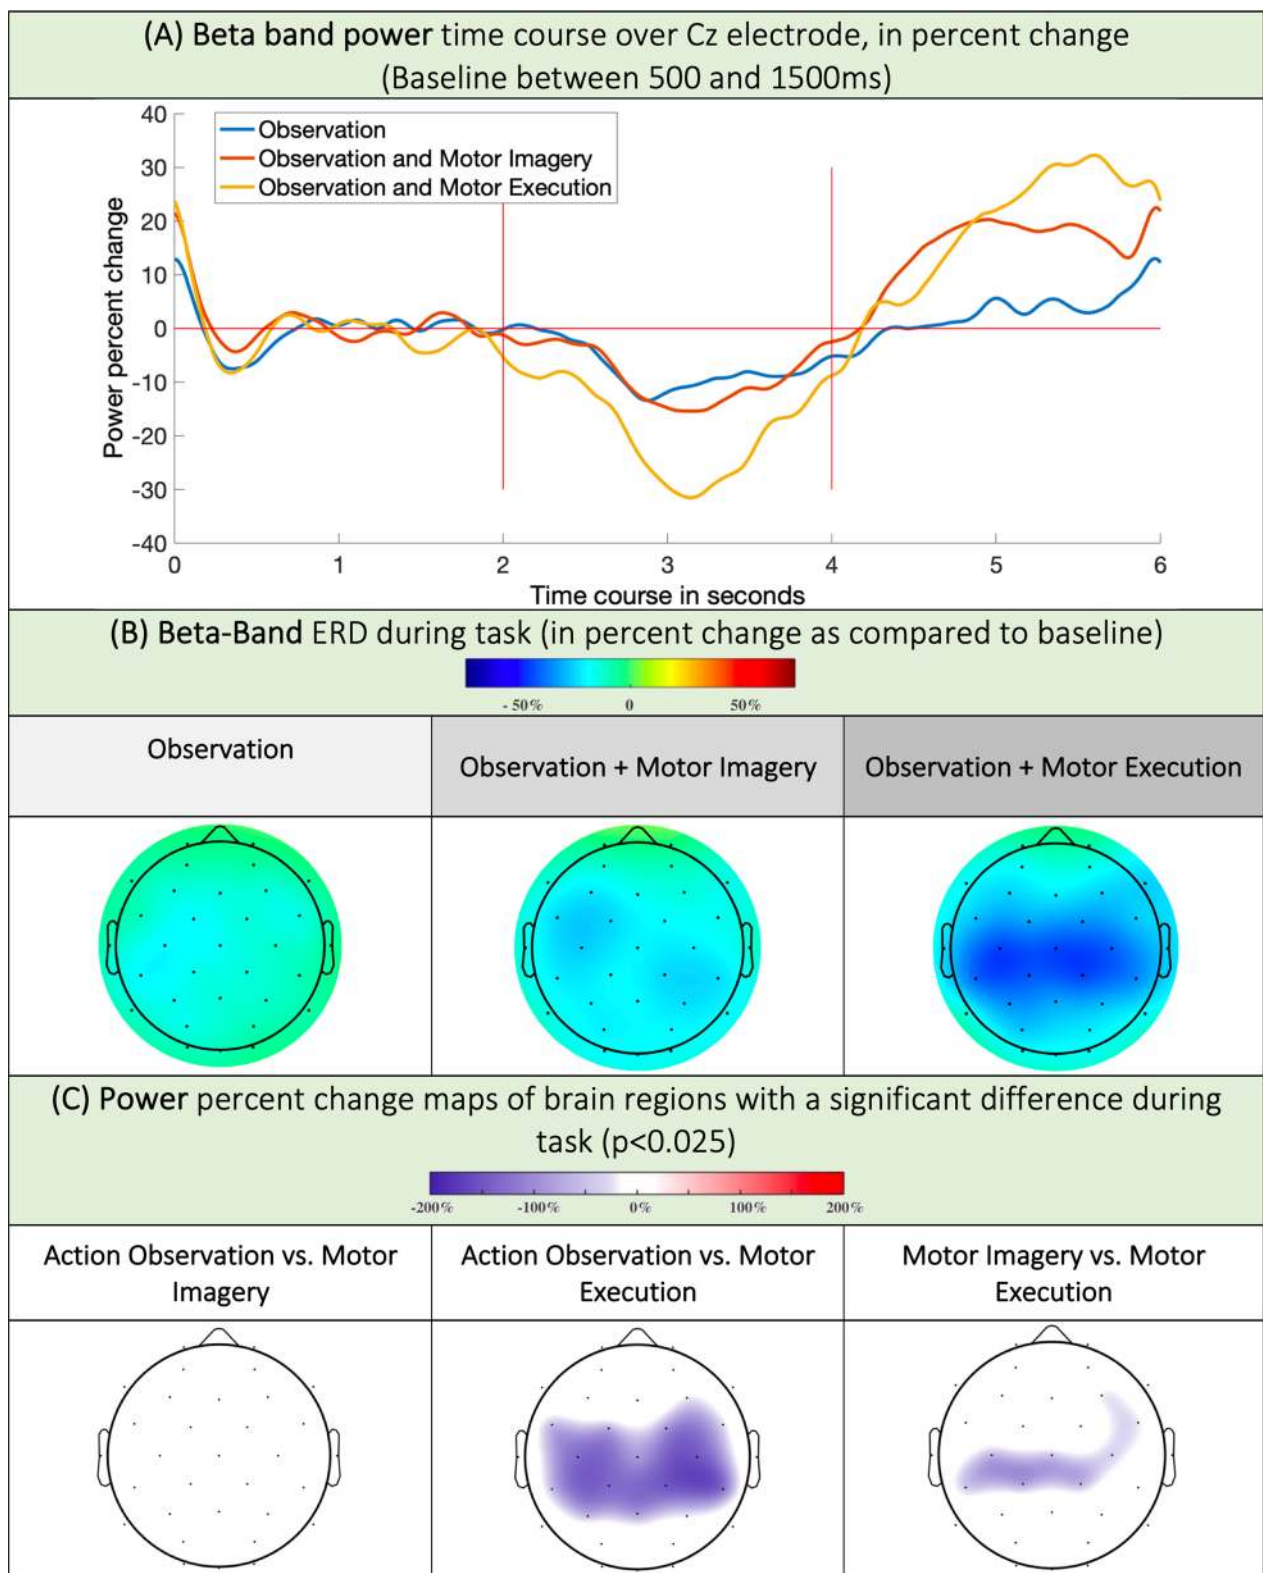 (A) Beta band power time course over Cz electrode, in percent change
(Baseline between 500 and 1500ms)
40
30
20
10
0
-10
-20
-30
-40
Power percent change
Observation
Observation and Motor Imagery
Observation and Motor Execution
0 1 2 3 4 5 6
Time course in seconds
(B) Beta-Band ERD during task (in percent change as compared to baseline)
- 50% 0 50%
Observation
Observation + Motor Imagery
Observation + Motor Execution
(C) Power percent change maps of brain regions with a significant difference during
task (p<0.025)
-200% -100% 0% 100% 200%
Action Observation vs. Motor
Imagery
Action Observation vs. Motor
Execution
Motor Imagery vs. Motor
Execution